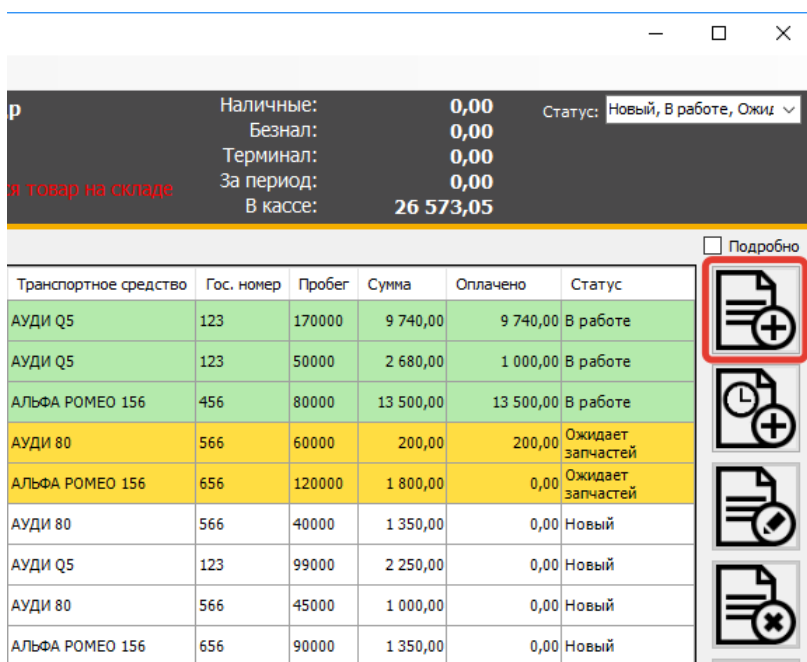 р
Наличные: 0,00
Статус: Новый, В работе, Ожид
Безнал: 0,00
Терминал: 0,00
ся товар на складе
За период: 0,00
В кассе: 26 573,05
Подробно
Транспортное средство Гос. номер Пробег Сумма Оплачено Статус
АУДИ Q5 123 170000 9 740,00 9 740,00 В работе
АУДИ Q5 123 50000 2 680,00 1 000,00 В работе
АЛЬФА РОМЕО 156 456 80000 13 500,00 13 500,00 В работе
АУДИ 80 566 60000 200,00 200,00 Ожидает
запчастей
АЛЬФА РОМЕО 156 656 120000 1 800,00 0,00 Ожидает
запчастей
АУДИ 80 566 40000 1 350,00 0,00 Новый
АУДИ Q5 123 99000 2 250,00 0,00 Новый
АУДИ 80 566 45000 1 000,00 0,00 Новый
АЛЬФА РОМЕО 156 656 90000 1 350,00 0,00 Новый